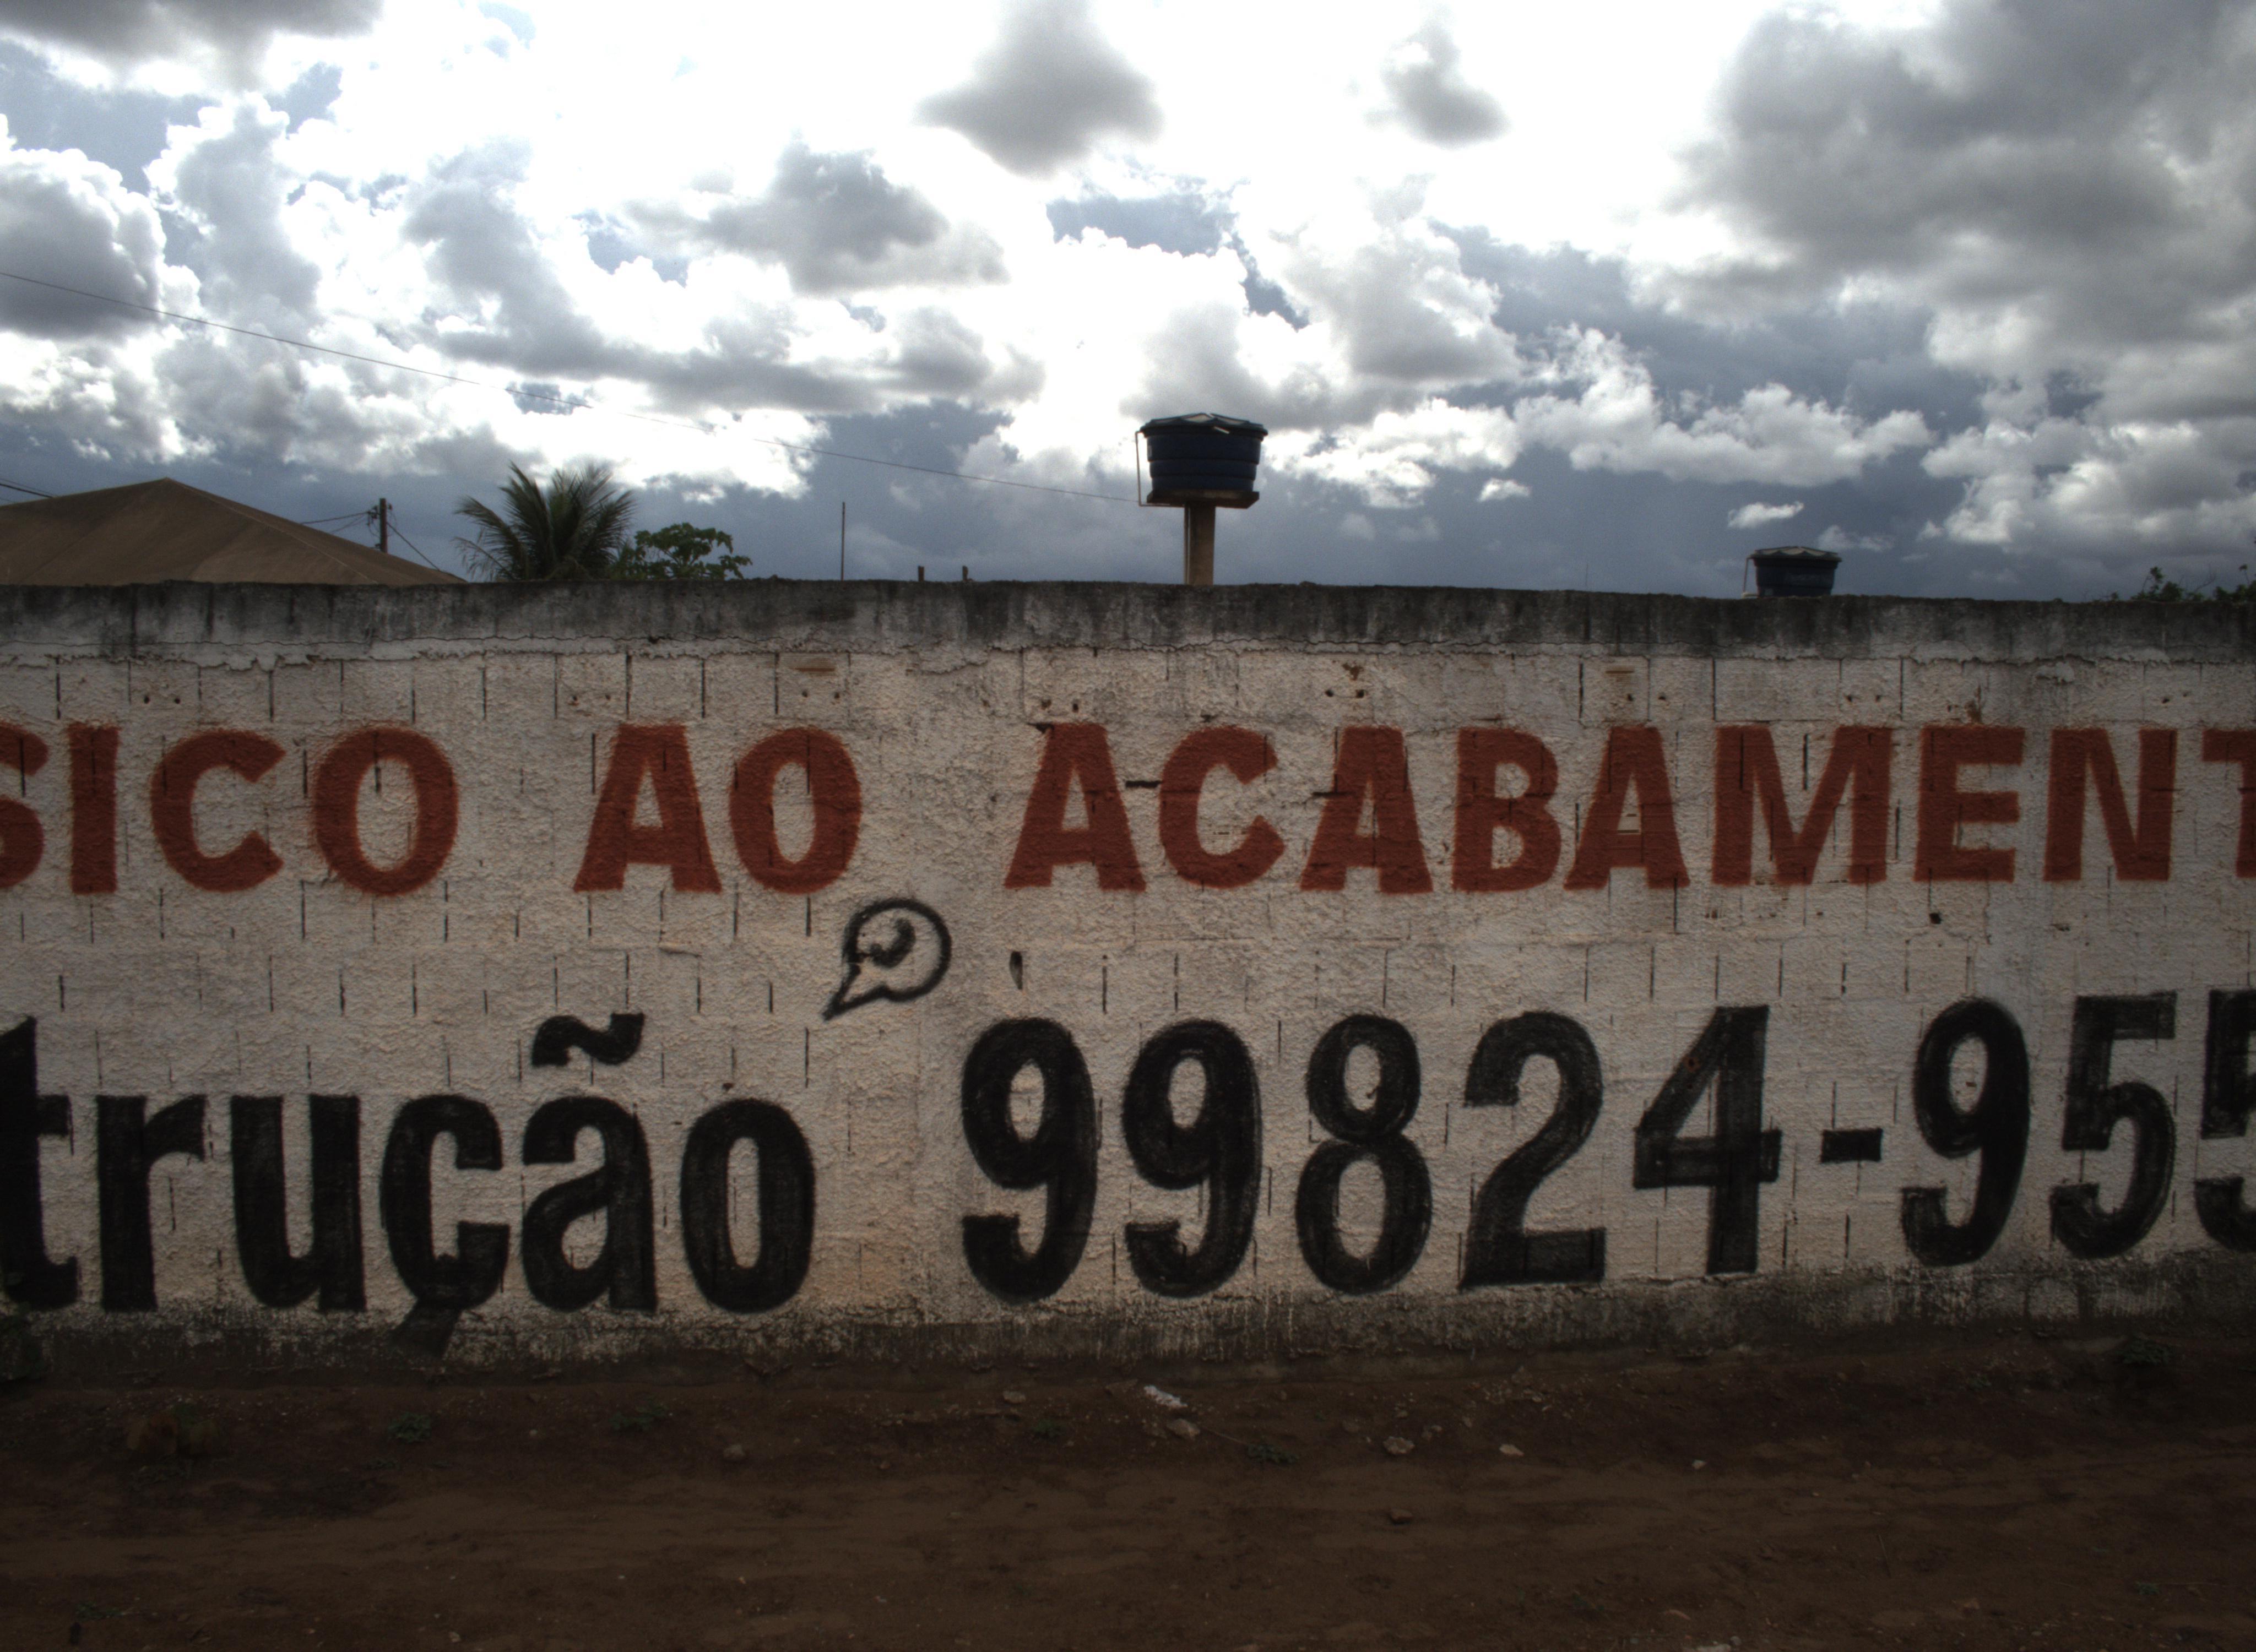 SICO AO ACABAMENT
trução 99824-955